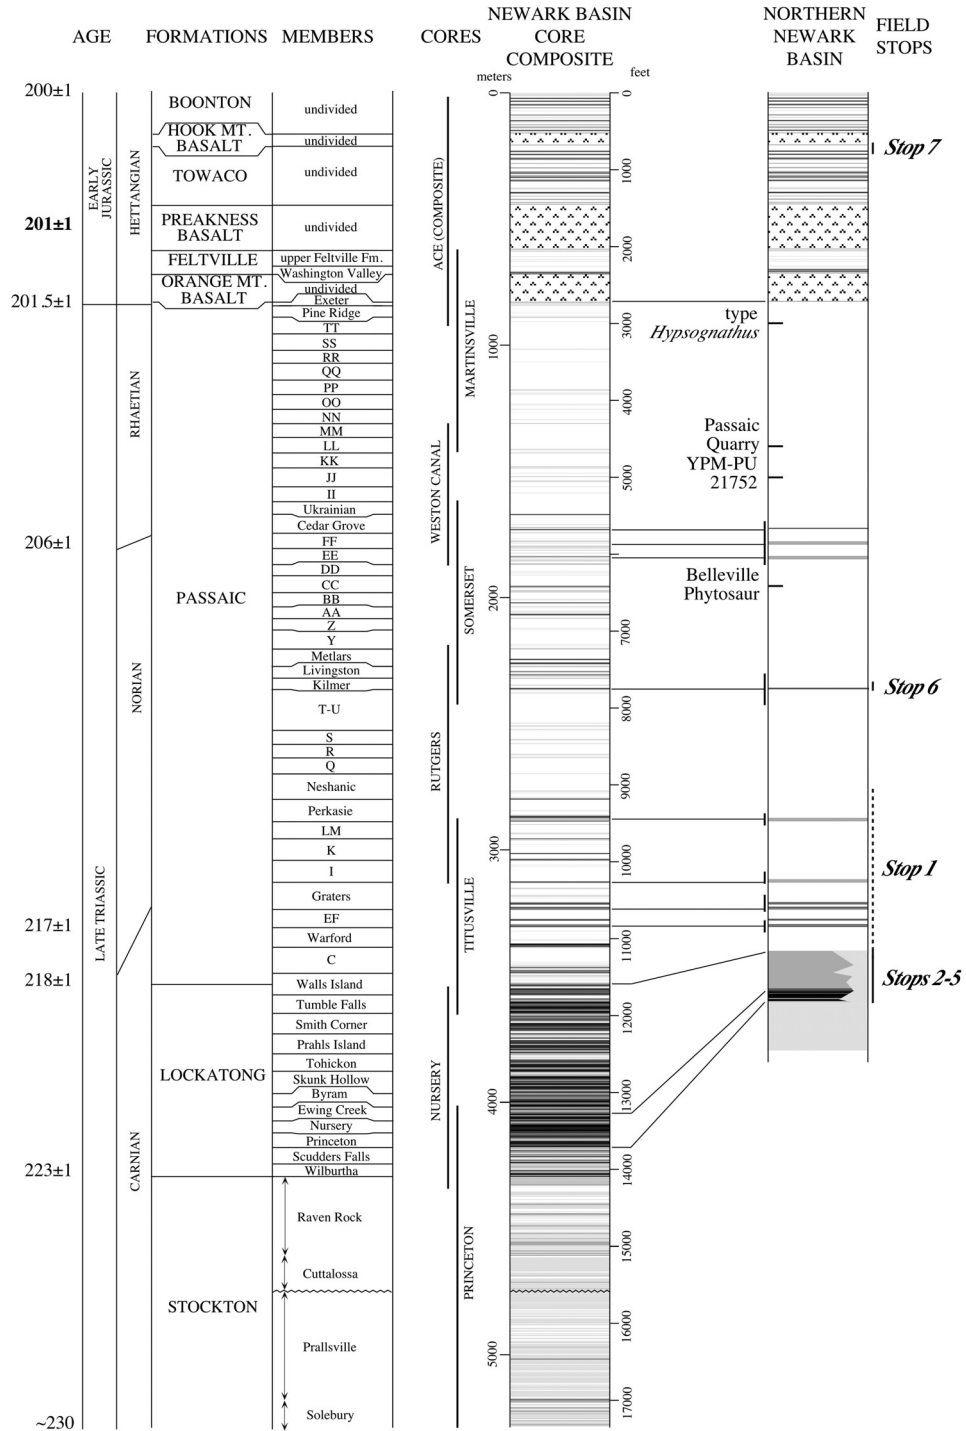 AGE
FORMATIONS
MEMBERS
CORES
NEWARK BASIN
CORE
COMPOSITE
NORTHERN
NEWARK
BASIN
FIELD
STOPS
meters
feet
200±1
201±1
201.5±1
206±1
217±1
218±1
223±1
~230
EARLY
JURASSIC
LATE TRIASSIC
HETTANGIAN
RHAETIAN
NORIAN
CARNIAN
BOONTON
HOOK MT.
BASALT
TOWACO
PREAKNESS
BASALT
FELTVILLE
ORANGE MT.
BASALT
PASSAIC
LOCKATONG
STOCKTON
undivided
undivided
undivided
undivided
upper Feltville Fm.
Washington Valley
undivided
Exeter
Pine Ridge
TT
SS
RR
QQ
PP
OO
NN
MM
LL
KK
JJ
II
Ukrainian
Cedar Grove
FF
EE
DD
CC
BB
AA
Z
Y
Metlars
Livingston
Kilmer
T-U
S
R
Q
Neshanic
Perkasie
LM
K
I
Graters
EF
Warford
C
Walls Island
Tumble Falls
Smith Corner
Prahls Island
Tohickon
Skunk Hollow
Byram
Ewing Creek
Nursery
Princeton
Scudders Falls
Wilburtha
Raven Rock
Cuttalossa
Prallsville
Solebury
ACE (COMPOSITE)
MARTINSVILLE
WESTON CANAL
SOMERSET
RUTGERS
TITUSVILLE
NURSERY
PRINCETON
0
1000
2000
3000
4000
5000
0
1000
2000
3000
4000
5000
7000
8000
9000
10000
11000
12000
13000
14000
15000
16000
17000
type
Hypsognathus
Passaic
Quarry
YPM-PU
21752
Belleville
Phytosaur
Stop 7
Stop 6
Stop 1
Stops 2-5